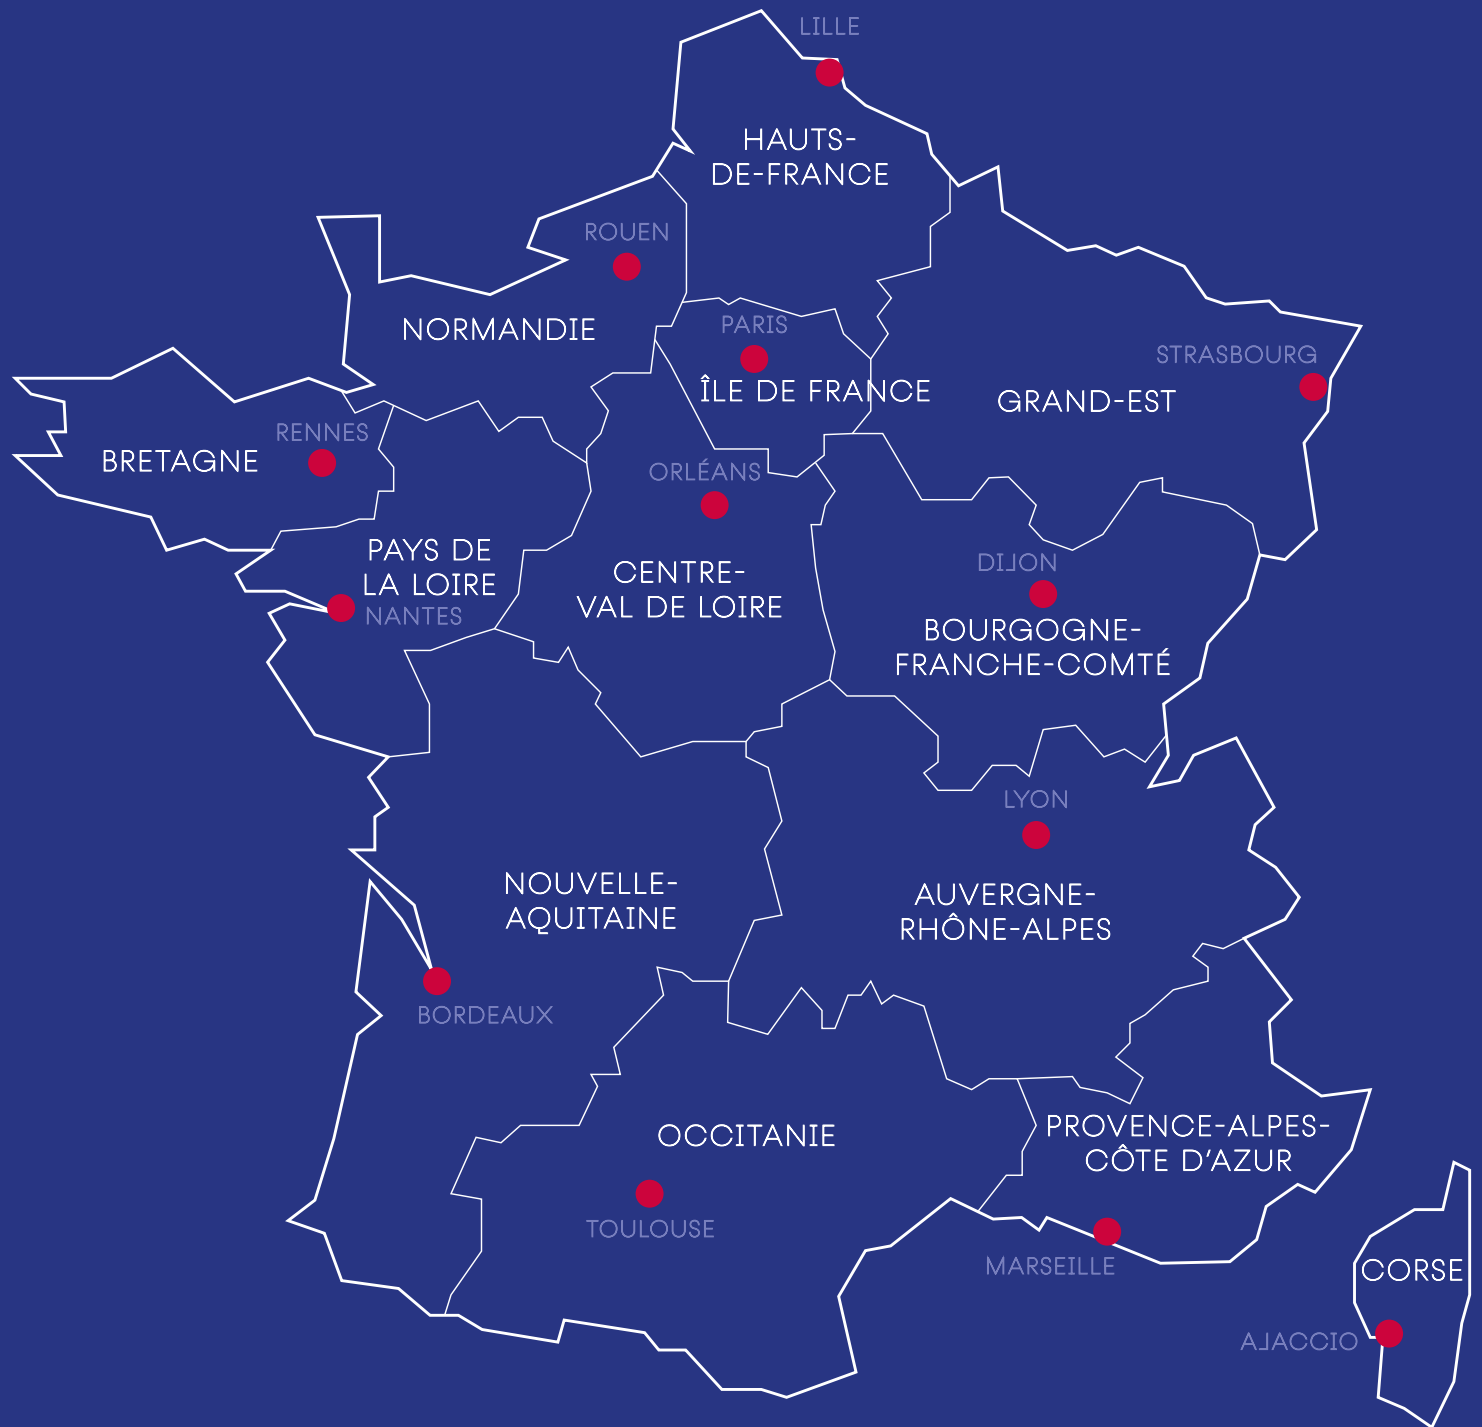 LILLE
HAUTS-
DE-FRANCE
ROUEN
NORMANDIE
PARIS
ÎLE DE FRANCE
STRASBOURG
GRAND-EST
RENNES
BRETAGNE
ORLÉANS
PAYS DE
LA LOIRE
NANTES
CENTRE-
VAL DE LOIRE
DIJON
BOURGOGNE-
FRANCHE-COMTÉ
LYON
AUVERGNE-
RHÔNE-ALPES
NOUVELLE-
AQUITAINE
BORDEAUX
OCCITANIE
TOULOUSE
PROVENCE-ALPES-
CÔTE D'AZUR
MARSEILLE
CORSE
AJACCIO